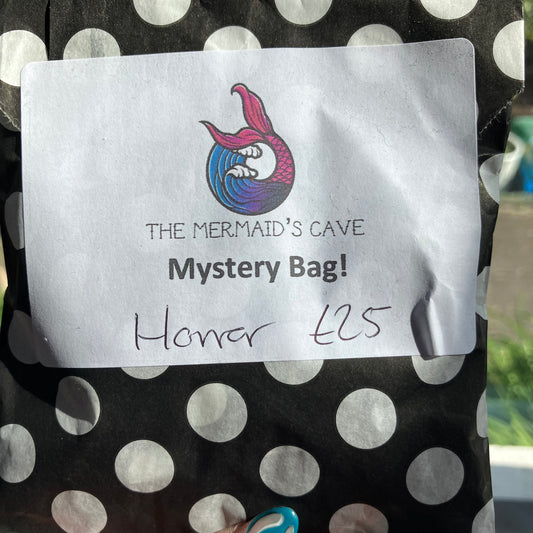 THE MERMAID'S CAVE
Mystery Bag!
Horror £25